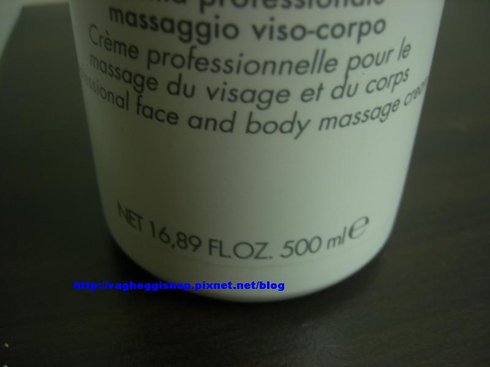 professionale
massaggio viso-corpo
Crème professionnelle pour le
massage du visage et du corps
face and body massage
NET 16,89 FL.OZ. 500 ml ℮
http://vagheggishop.pixnet.net/blog